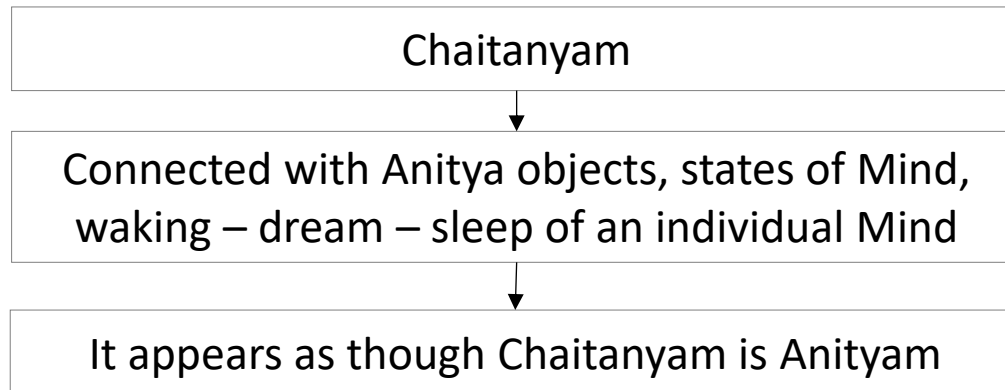 Chaitanyam
Connected with Anitya objects, states of Mind,
waking – dream – sleep of an individual Mind
It appears as though Chaitanyam is Anityam